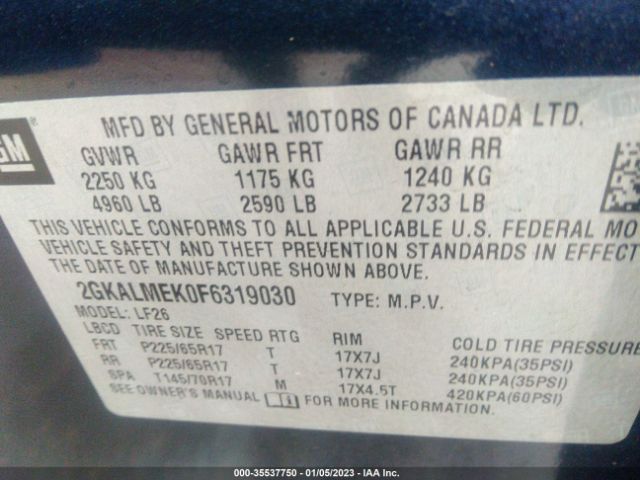 MFD BY GENERAL MOTORS OF CANADA LTD.
GM ®
GVWR GAWR FRT GAWR RR
2250 KG 1175 KG 1240 KG
4960 LB 2590 LB 2733 LB
THIS VEHICLE CONFORMS TO ALL APPLICABLE U.S. FEDERAL MO
VEHICLE SAFETY AND THEFT PREVENTION STANDARDS IN EFFECT
THE DATE OF MANUFACTURE SHOWN ABOVE.
2GKALMEK0F6319030 TYPE: M.P.V.
MODEL: LF26
LBCD TIRE SIZE SPEED RTG RIM COLD TIRE PRESSURE
FRT P225/65R17 T 17X7J 240KPA(35PSI)
RR P225/65R17 T 17X7J 240KPA(35PSI)
SPA T145/70R17 M 17X4.5T 420KPA(60PSI)
SEE OWNER'S MANUAL FOR MORE INFORMATION.
000-35537750 - 01/05/2023 - IAA Inc.